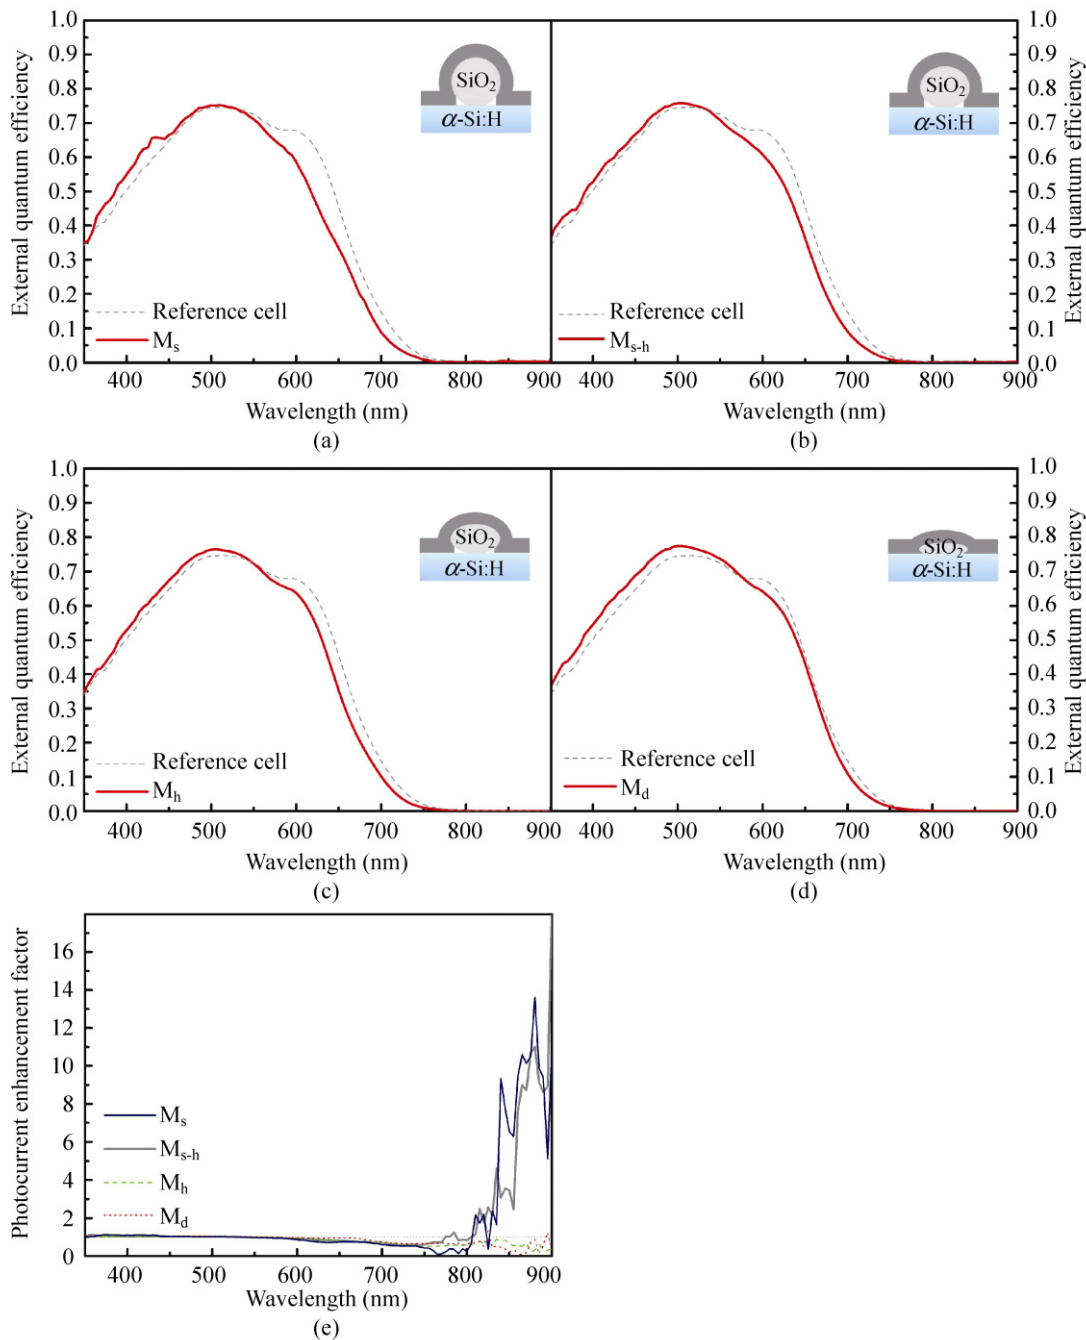 1.0
0.9
0.8
0.7
0.6
0.5
0.4
0.3
0.2
0.1
0.0
External quantum efficiency
SiO2
α-Si:H
Reference cell
Ms
400 500 600 700 800 900
Wavelength (nm)
(a)
SiO2
α-Si:H
Reference cell
Ms-h
1.0
0.9
0.8
0.7
0.6
0.5
0.4
0.3
0.2
0.1
0.0
External quantum efficiency
400 500 600 700 800 900
Wavelength (nm)
(b)
1.0
0.9
0.8
0.7
0.6
0.5
0.4
0.3
0.2
0.1
0.0
External quantum efficiency
SiO2
α-Si:H
Reference cell
Mh
400 500 600 700 800 900
Wavelength (nm)
(c)
SiO2
α-Si:H
Reference cell
Md
1.0
0.9
0.8
0.7
0.6
0.5
0.4
0.3
0.2
0.1
0.0
External quantum efficiency
400 500 600 700 800 900
Wavelength (nm)
(d)
16
14
12
10
8
6
4
2
0
Photocurrent enhancement factor
Ms
Ms-h
Mh
Md
400 500 600 700 800 900
Wavelength (nm)
(e)